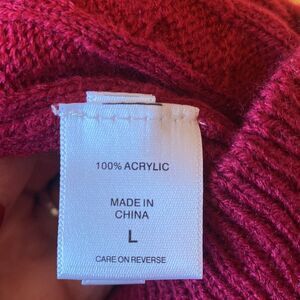 100% ACRYLIC
MADE IN
CHINA
L
CARE ON REVERSE